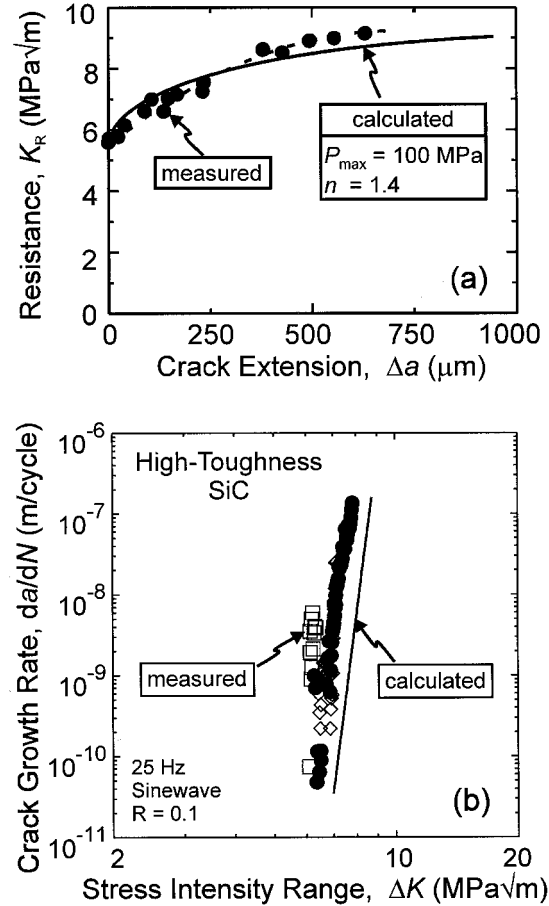 10
8
6
4
2
0
Resistance, K_R (MPa√m)
calculated
P_max = 100 MPa
n = 1.4
measured
(a)
0 250 500 750 1000
Crack Extension, Δa (μm)
10^-6
10^-7
10^-8
10^-9
10^-10
10^-11
Crack Growth Rate, da/dN (m/cycle)
High-Toughness
SiC
measured
calculated
25 Hz
Sinewave
R = 0.1
(b)
2 10 20
Stress Intensity Range, ΔK (MPa√m)